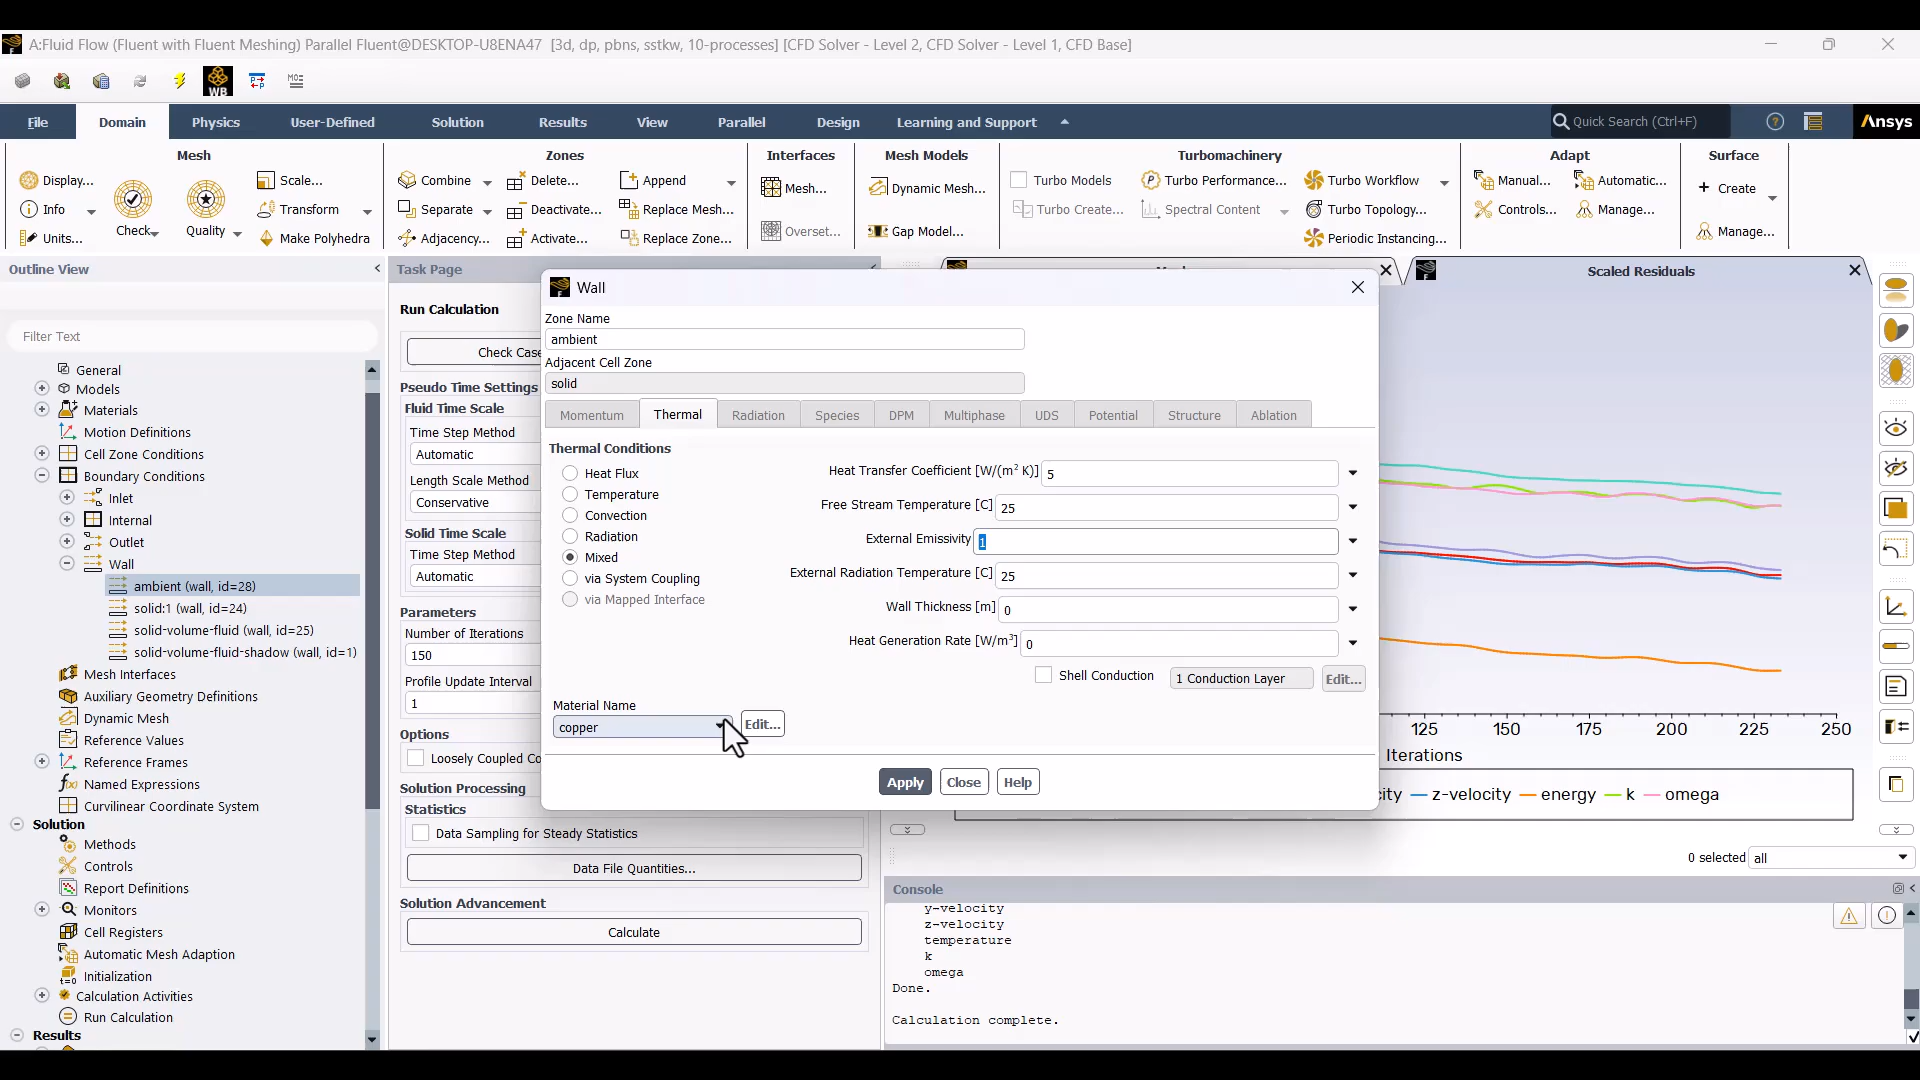 A:Fluid Flow (Fluent with Fluent Meshing) Parallel Fluent@DESKTOP-U8ENA47 [3d, dp, pbns, sstkw, 10-processes] [CFD Solver - Level 2, CFD Solver - Level 1, CFD Base]
WB
File Domain Physics User-Defined Solution Results View Parallel Design Learning and Support Quick Search (Ctrl+F) Ansys
Mesh
Display...
Info
Units...
Check
Quality
Scale...
Transform
Make Polyhedra
Zones
Combine
Separate
Adjacency...
Delete...
Deactivate...
Activate...
Append
Replace Mesh...
Replace Zone...
Interfaces
Mesh...
Overset...
Mesh Models
Dynamic Mesh...
Gap Model...
Turbomachinery
Turbo Models
Turbo Create...
Turbo Performance...
Spectral Content
Turbo Workflow
Turbo Topology...
Periodic Instancing...
Adapt
Manual...
Controls...
Automatic...
Manage...
Surface
Create
Manage...
Outline View
Filter Text
General
Models
Materials
Motion Definitions
Cell Zone Conditions
Boundary Conditions
Inlet
Internal
Outlet
Wall
ambient (wall, id=28)
solid:1 (wall, id=24)
solid-volume-fluid (wall, id=25)
solid-volume-fluid-shadow (wall, id=1)
Mesh Interfaces
Auxiliary Geometry Definitions
Dynamic Mesh
Reference Values
Reference Frames
Named Expressions
Curvilinear Coordinate System
Solution
Methods
Controls
Report Definitions
Monitors
Cell Registers
Automatic Mesh Adaption
Initialization
Calculation Activities
Run Calculation
Results
Task Page
Run Calculation
Check Case
Pseudo Time Settings
Fluid Time Scale
Time Step Method
Automatic
Length Scale Method
Conservative
Solid Time Scale
Time Step Method
Automatic
Parameters
Number of Iterations
150
Profile Update Interval
1
Options
Loosely Coupled Co
Solution Processing
Statistics
Data Sampling for Steady Statistics
Data File Quantities...
Solution Advancement
Calculate
Wall
Zone Name
ambient
Adjacent Cell Zone
solid
Momentum Thermal Radiation Species DPM Multiphase UDS Potential Structure Ablation
Thermal Conditions
Heat Flux
Temperature
Convection
Radiation
Mixed
via System Coupling
via Mapped Interface
Heat Transfer Coefficient [W/(m² K)] 5
Free Stream Temperature [C] 25
External Emissivity 1
External Radiation Temperature [C] 25
Wall Thickness [m] 0
Heat Generation Rate [W/m³] 0
Shell Conduction 1 Conduction Layer Edit...
Material Name
copper Edit...
Apply Close Help
Scaled Residuals
125 150 175 200 225 250
Iterations
city z-velocity energy k omega
0 selected all
Console
y-velocity
z-velocity
temperature
k
omega
Done.
Calculation complete.